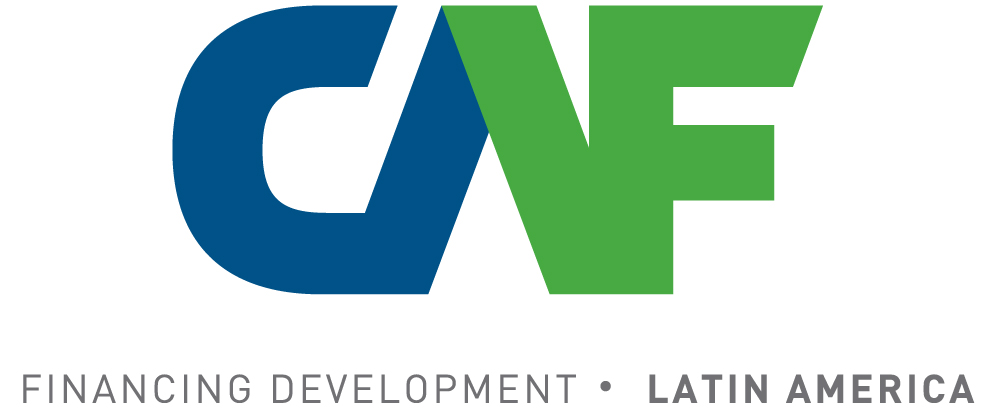 CAF
FINANCING DEVELOPMENT • LATIN AMERICA